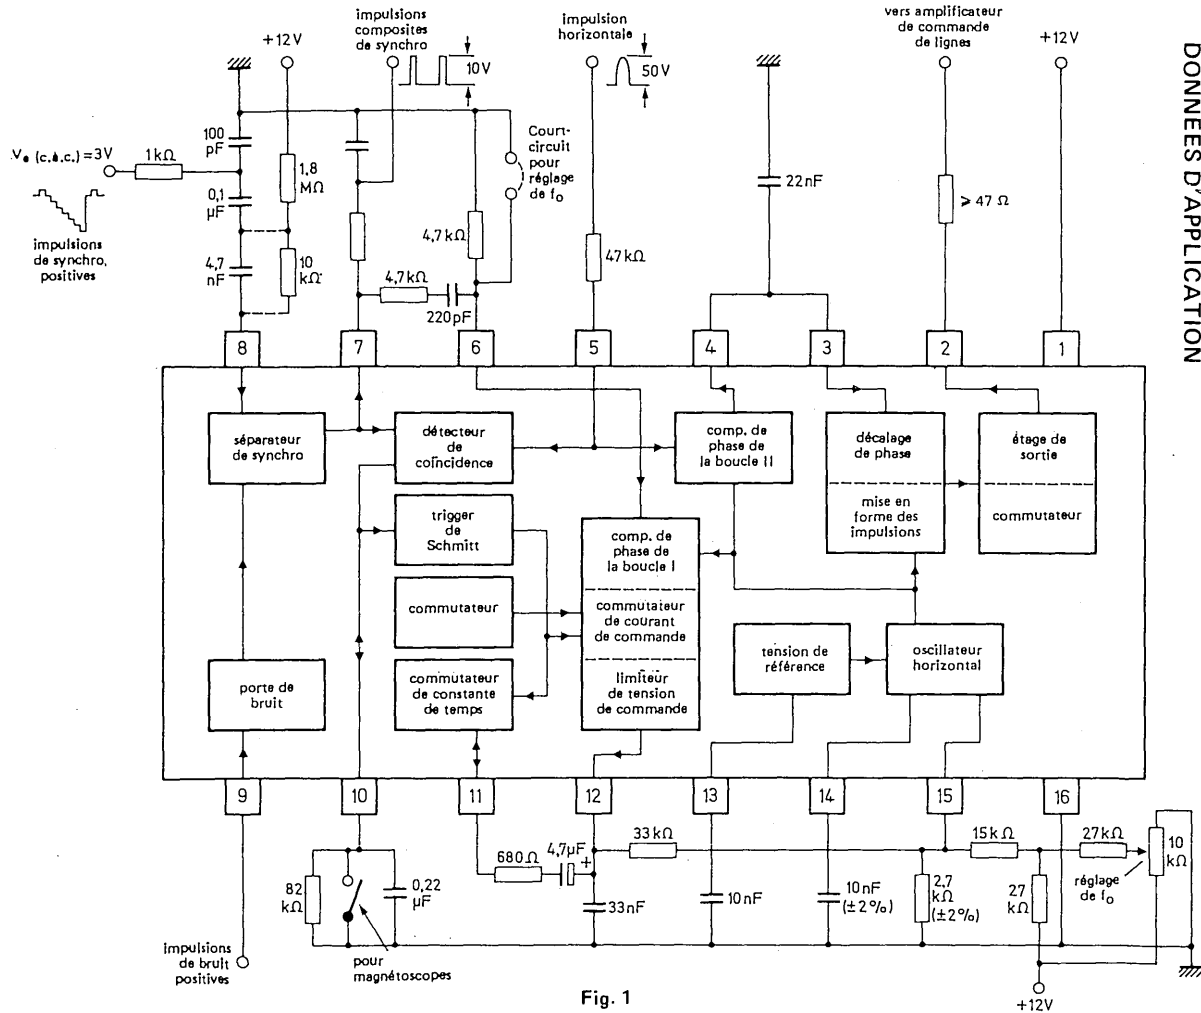 DONNEES D'APPLICATION
impulsions
composites
de synchro
+12V
10V
impulsion
horizontale
50V
vers amplificateur
de commande
de lignes
+12V
100
pF
Ve (c.à.c.) = 3V
1kΩ
0,1
µF
1,8
MΩ
impulsions
de synchro,
positives
4,7
nF
10
kΩ
Court-
circuit
pour
réglage
de fo
4,7kΩ
4,7kΩ
220pF
47kΩ
22nF
≥ 47 Ω
8
7
6
5
4
3
2
1
séparateur
de synchro
détecteur
de
coïncidence
comp. de
phase de
la boucle II
décalage
de phase
mise en
forme des
impulsions
étage de
sortie
commutateur
trigger
de
Schmitt
comp. de
phase de
la boucle I
commutateur
commutateur
de courant
de commande
tension de
référence
oscillateur
horizontal
porte de
bruit
commutateur
de constante
de temps
limiteur
de tension
de commande
9
10
11
12
13
14
15
16
82
kΩ
0,22
µF
680Ω
4,7µF
+
33nF
33kΩ
10nF
10nF
(±2%)
2,7
kΩ
(±2%)
15kΩ
27
kΩ
27kΩ
10
kΩ
réglage
de fo
impulsions
de bruit
positives
pour
magnétoscopes
+12V
Fig. 1